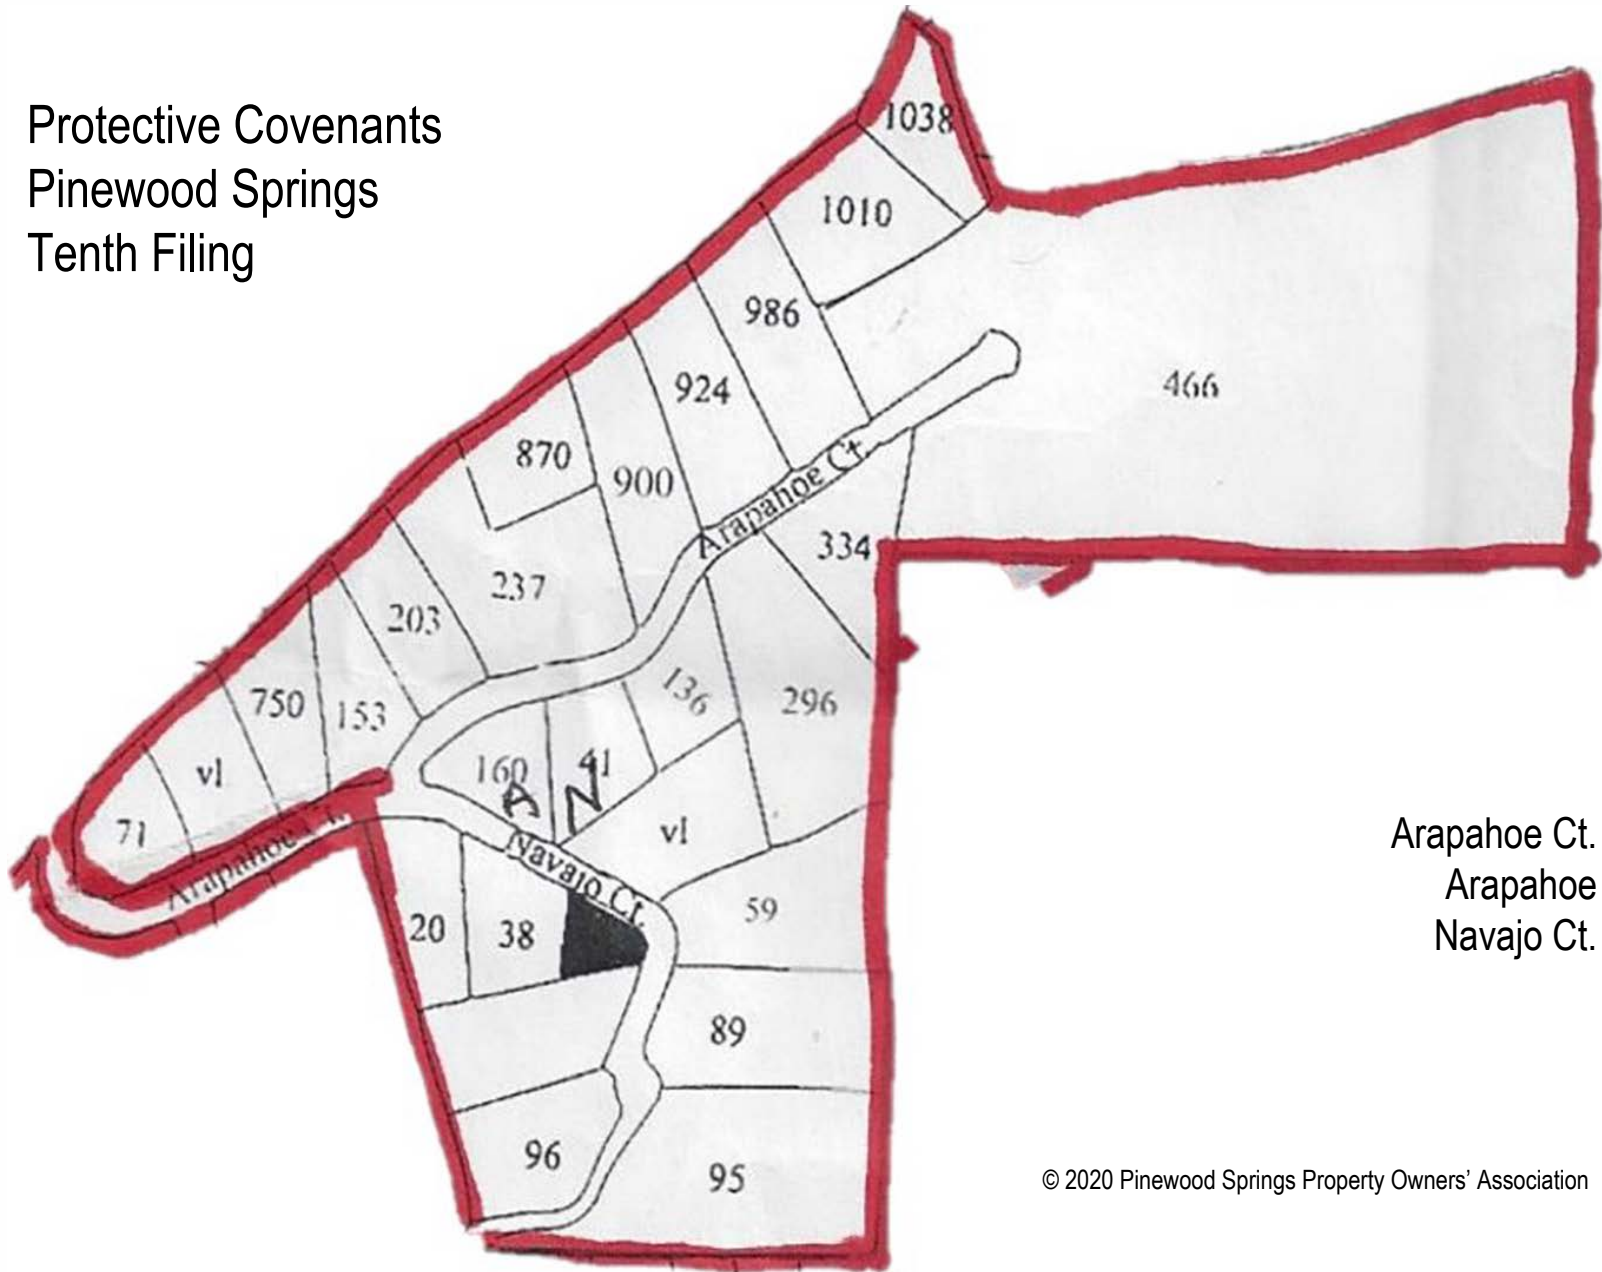 Protective Covenants
Pinewood Springs
Tenth Filing
1038
1010
986
466
924
870
900
Arapahoe Ct.
334
237
203
136
296
750
153
vl
160
41
A N
71
vl
Arapahoe Ct.
Navajo Ct.
59
20
38
89
96
95
Arapahoe Ct.
Arapahoe
Navajo Ct.
© 2020 Pinewood Springs Property Owners’ Association